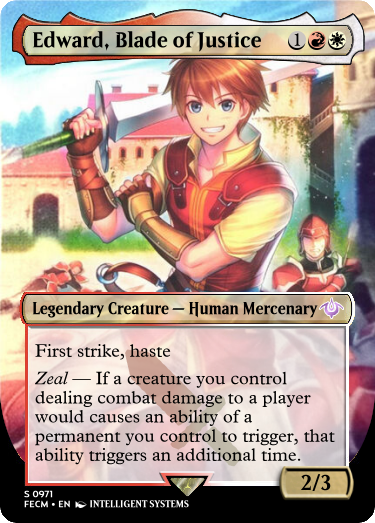 Edward, Blade of Justice 1
Legendary Creature — Human Mercenary
First strike, haste
Zeal — If a creature you control
dealing combat damage to a player
would causes an ability of a
permanent you control to trigger, that
ability triggers an additional time.
2/3
S 0971
FECM • EN INTELLIGENT SYSTEMS